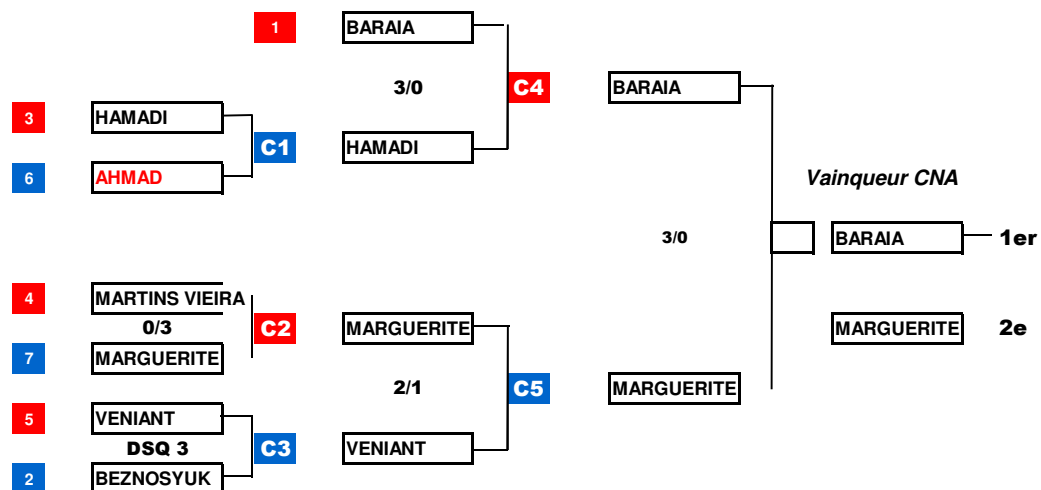 1 BARAIA
3/0 C4 BARAIA
3 HAMADI
C1 HAMADI
6 AHMAD
Vainqueur CNA
3/0 BARAIA 1er
4 MARTINS VIEIRA
0/3 C2 MARGUERITE
MARGUERITE 2e
7 MARGUERITE
2/1 C5 MARGUERITE
5 VENIANT
DSQ 3 C3 VENIANT
2 BEZNOSYUK